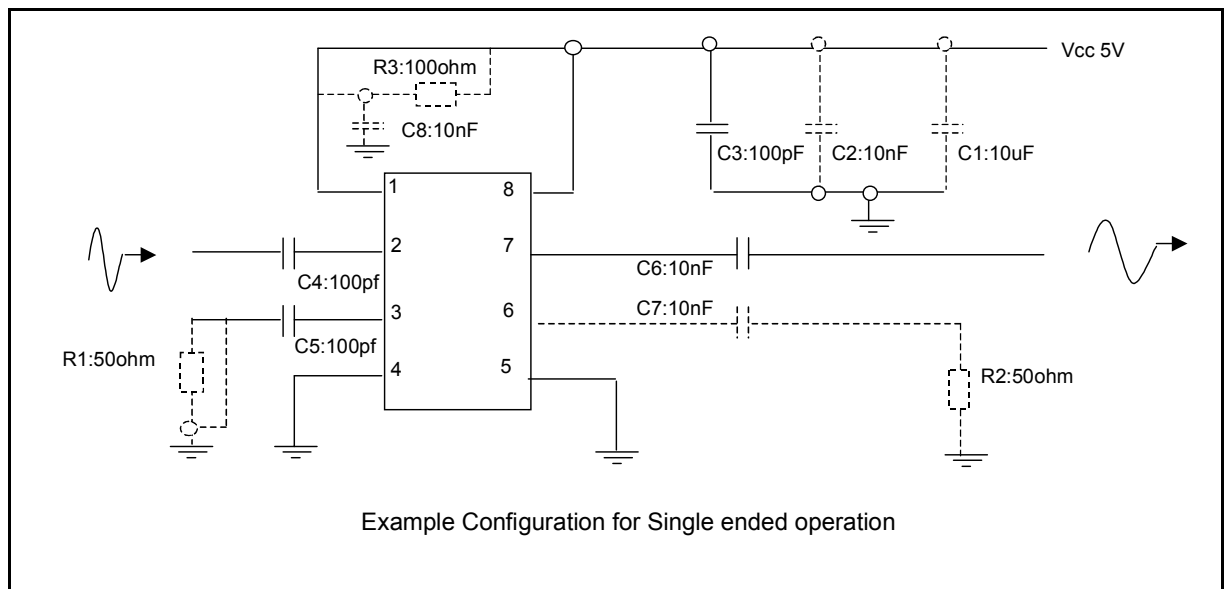 Vcc 5V
R3:100ohm
C8:10nF
C3:100pF
C2:10nF
C1:10uF
1
8
2
7
C4:100pf
C6:10nF
3
6
C7:10nF
C5:100pf
R1:50ohm
4
5
R2:50ohm
Example Configuration for Single ended operation